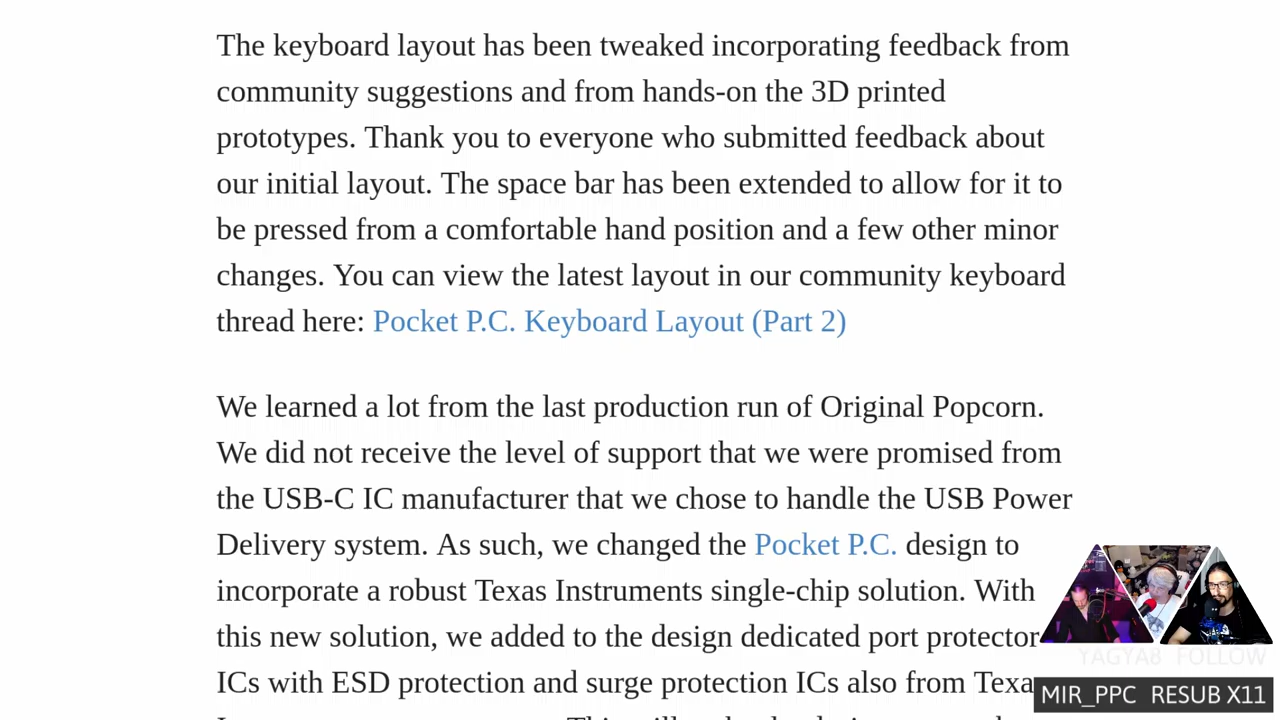 The keyboard layout has been tweaked incorporating feedback from
community suggestions and from hands-on the 3D printed
prototypes. Thank you to everyone who submitted feedback about
our initial layout. The space bar has been extended to allow for it to
be pressed from a comfortable hand position and a few other minor
changes. You can view the latest layout in our community keyboard
thread here: Pocket P.C. Keyboard Layout (Part 2)
We learned a lot from the last production run of Original Popcorn.
We did not receive the level of support that we were promised from
the USB-C IC manufacturer that we chose to handle the USB Power
Delivery system. As such, we changed the Pocket P.C. design to
incorporate a robust Texas Instruments single-chip solution. With
this new solution, we added to the design dedicated port protector
ICs with ESD protection and surge protection ICs also from Texa
YAGYA8 FOLLOW
MIR_PPC RESUB X11